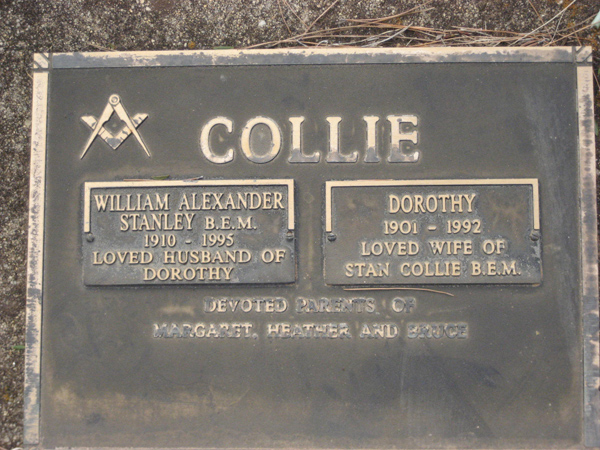 COLLIE
WILLIAM ALEXANDER
STANLEY B.E.M.
1910 - 1995
LOVED HUSBAND OF
DOROTHY
DOROTHY
1901 - 1992
LOVED WIFE OF
STAN COLLIE B.E.M.
DEVOTED PARENTS OF
MARGARET, HEATHER AND BRUCE